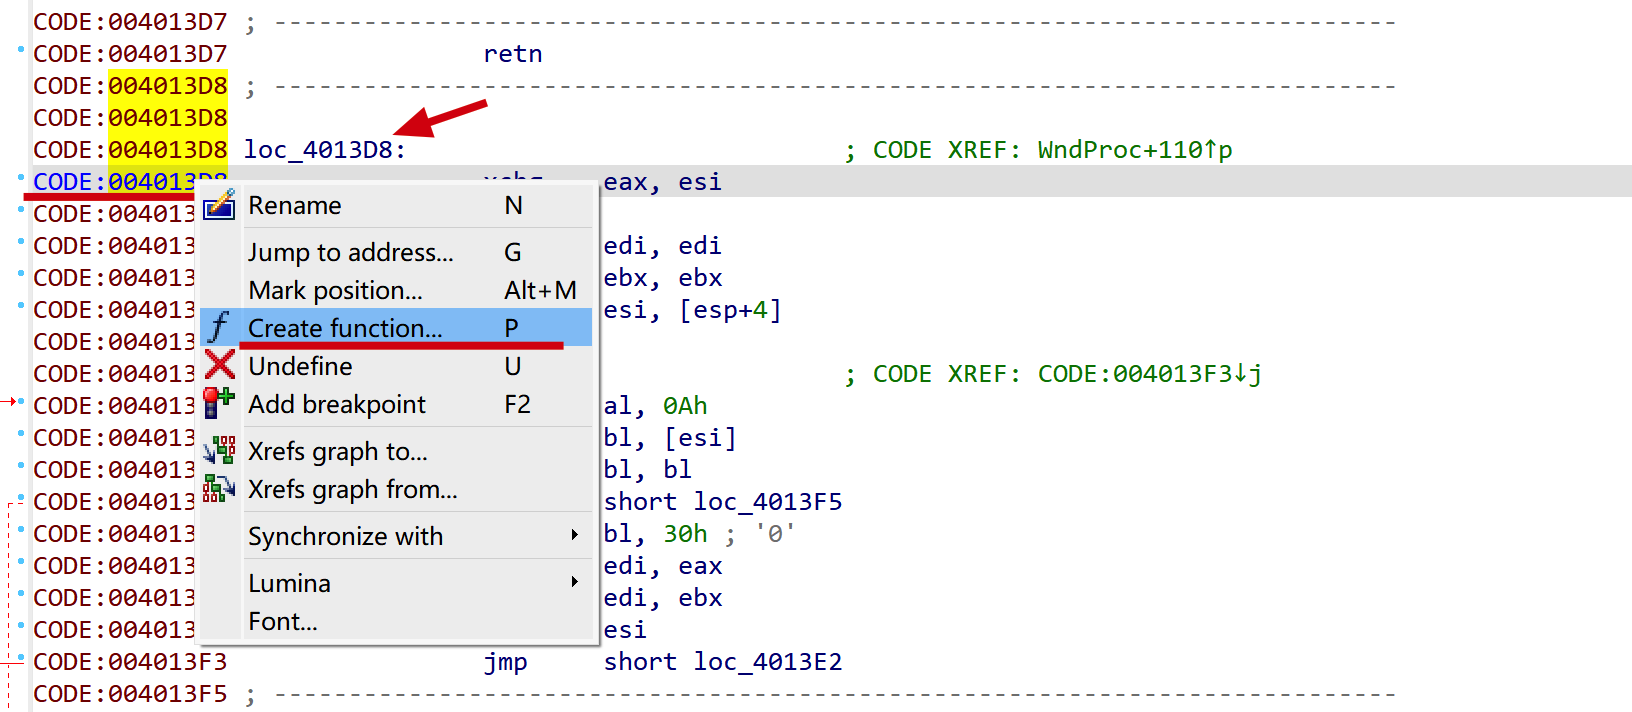 CODE:004013D7 ; ---------------------------------------------------------------------------
CODE:004013D7 retn
CODE:004013D8 ; ---------------------------------------------------------------------------
CODE:004013D8
CODE:004013D8 loc_4013D8: ; CODE XREF: WndProc+110↑p
CODE:004013D8 xchg eax, esi
CODE:004013
Rename N
CODE:004013 edi, edi
Jump to address... G
CODE:004013 ebx, ebx
Mark position... Alt+M
CODE:004013 esi, [esp+4]
Create function... P
CODE:004013
CODE:004013 ; CODE XREF: CODE:004013F3↓j
Undefine U
CODE:004013 al, 0Ah
Add breakpoint F2
CODE:004013 bl, [esi]
Xrefs graph to...
CODE:004013 bl, bl
Xrefs graph from...
CODE:004013 short loc_4013F5
CODE:004013 bl, 30h ; '0'
Synchronize with
CODE:004013 edi, eax
Lumina
CODE:004013 edi, ebx
Font...
CODE:004013 esi
CODE:004013F3 jmp short loc_4013E2
CODE:004013F5 ; ---------------------------------------------------------------------------